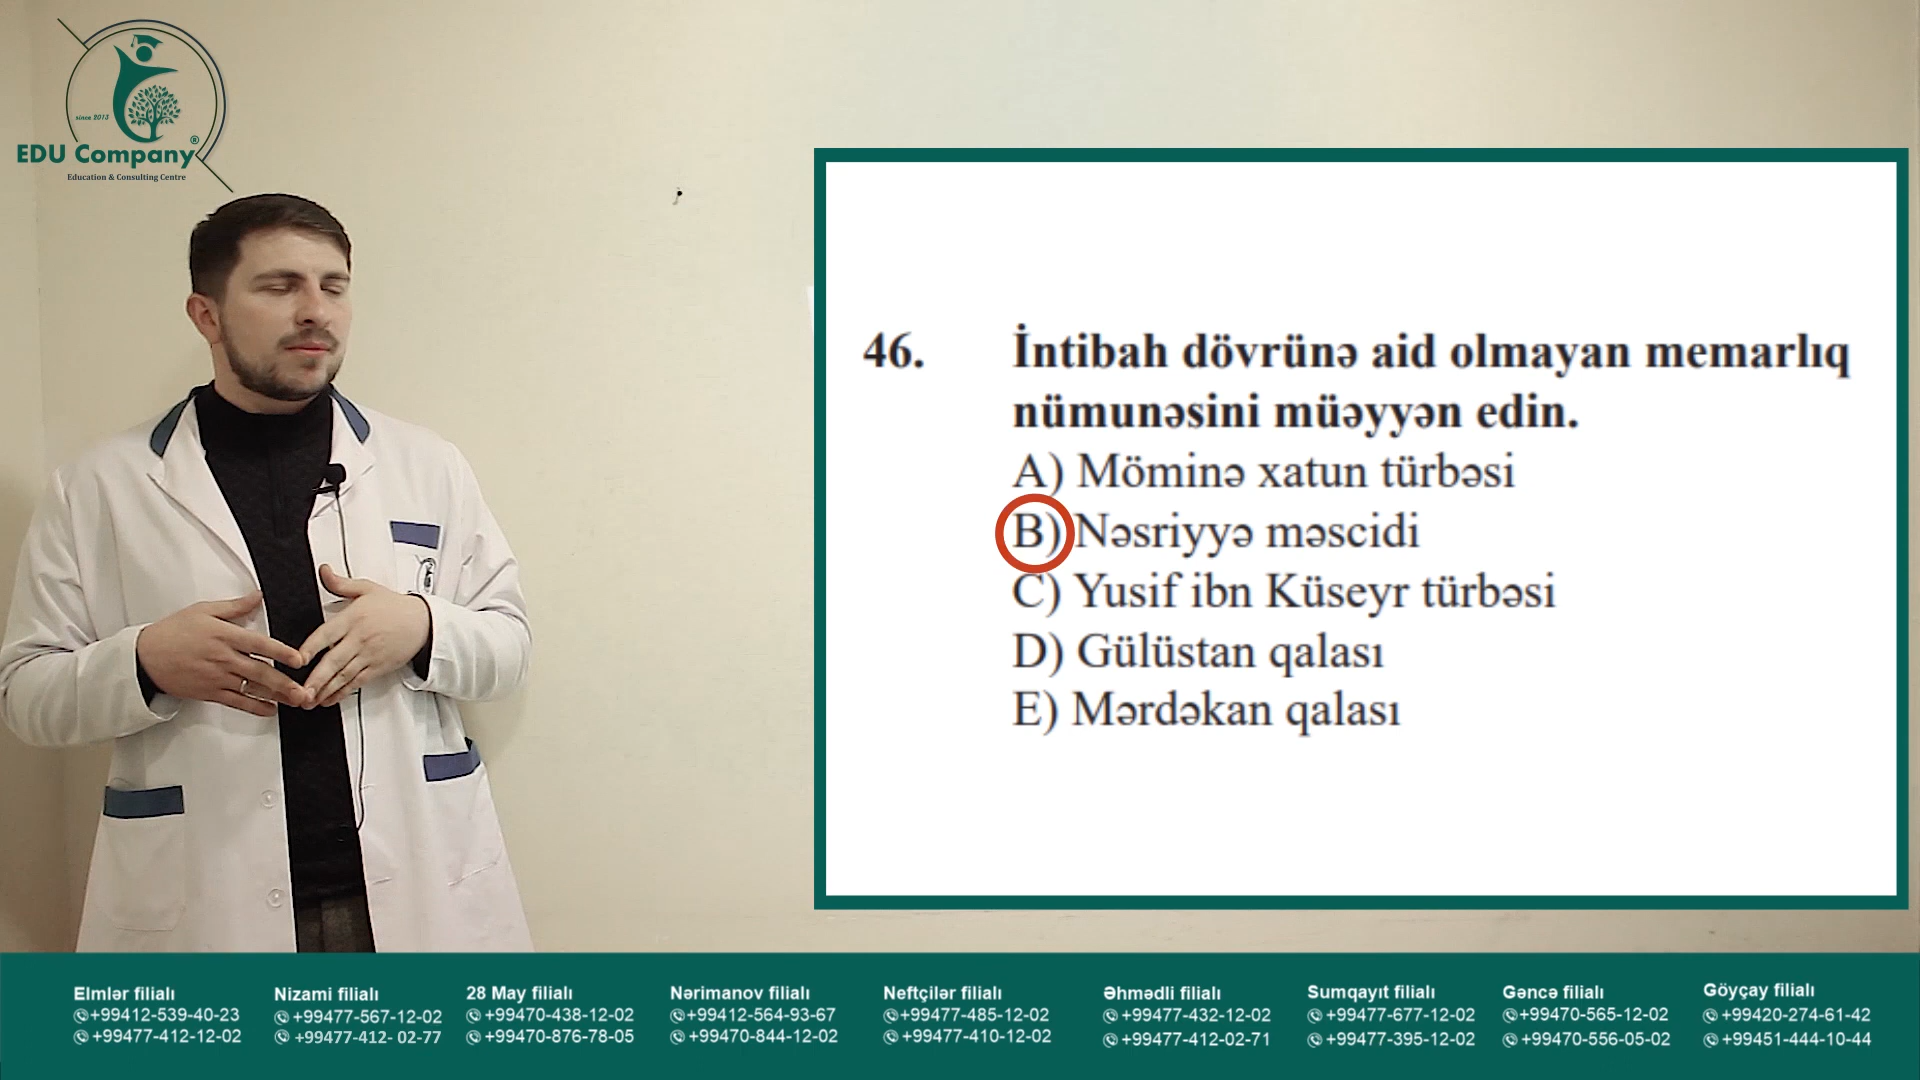 since 2013
EDU Company®
Education & Consulting Centre
46. İntibah dövrünə aid olmayan memarlıq
nümunəsini müəyyən edin.
A) Möminə xatun türbəsi
B) Nəsriyyə məscidi
C) Yusif ibn Küseyr türbəsi
D) Gülüstan qalası
E) Mərdəkan qalası
Elmlər filialı
+99412-539-40-23
+99477-412-12-02
Nizami filialı
+99477-567-12-02
+99477-412- 02-77
28 May filialı
+99470-438-12-02
+99470-876-78-05
Nərimanov filialı
+99412-564-93-67
+99470-844-12-02
Neftçilər filialı
+99477-485-12-02
+99477-410-12-02
Əhmədli filialı
+99477-432-12-02
+99477-412-02-71
Sumqayıt filialı
+99477-677-12-02
+99477-395-12-02
Gəncə filialı
+99470-565-12-02
+99470-556-05-02
Göyçay filialı
+99420-274-61-42
+99451-444-10-44